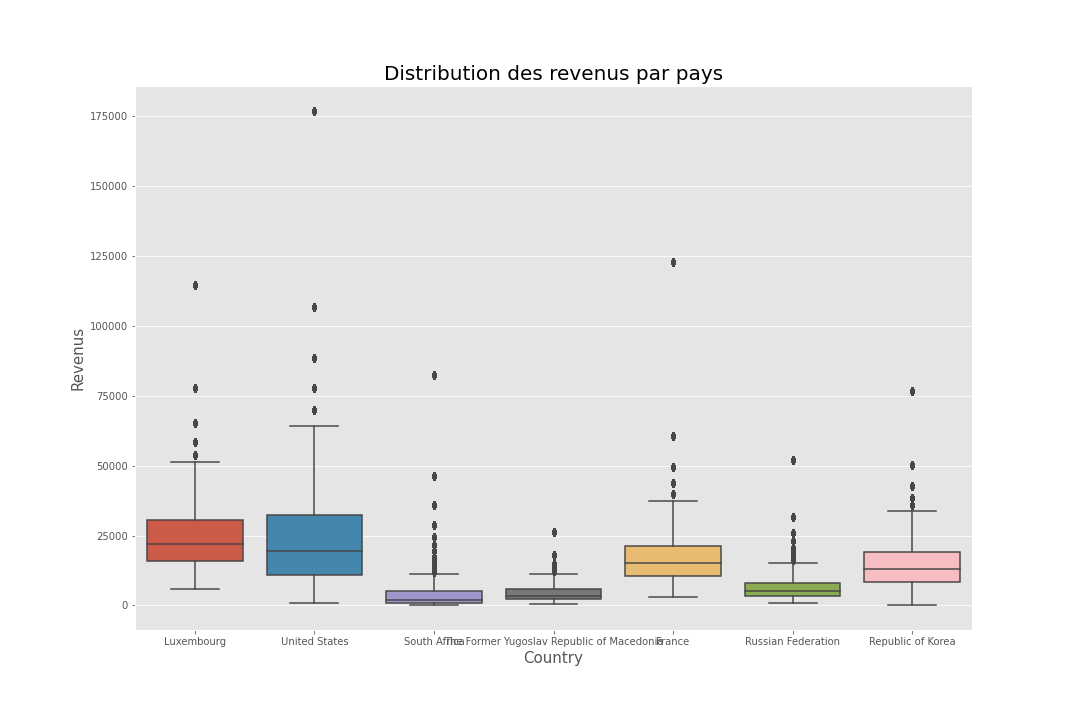 Distribution des revenus par pays
Revenus
175000
150000
125000
100000
75000
50000
25000
0
Luxembourg
United States
South Africa
The Former Yugoslav Republic of Macedonia
France
Russian Federation
Republic of Korea
Country